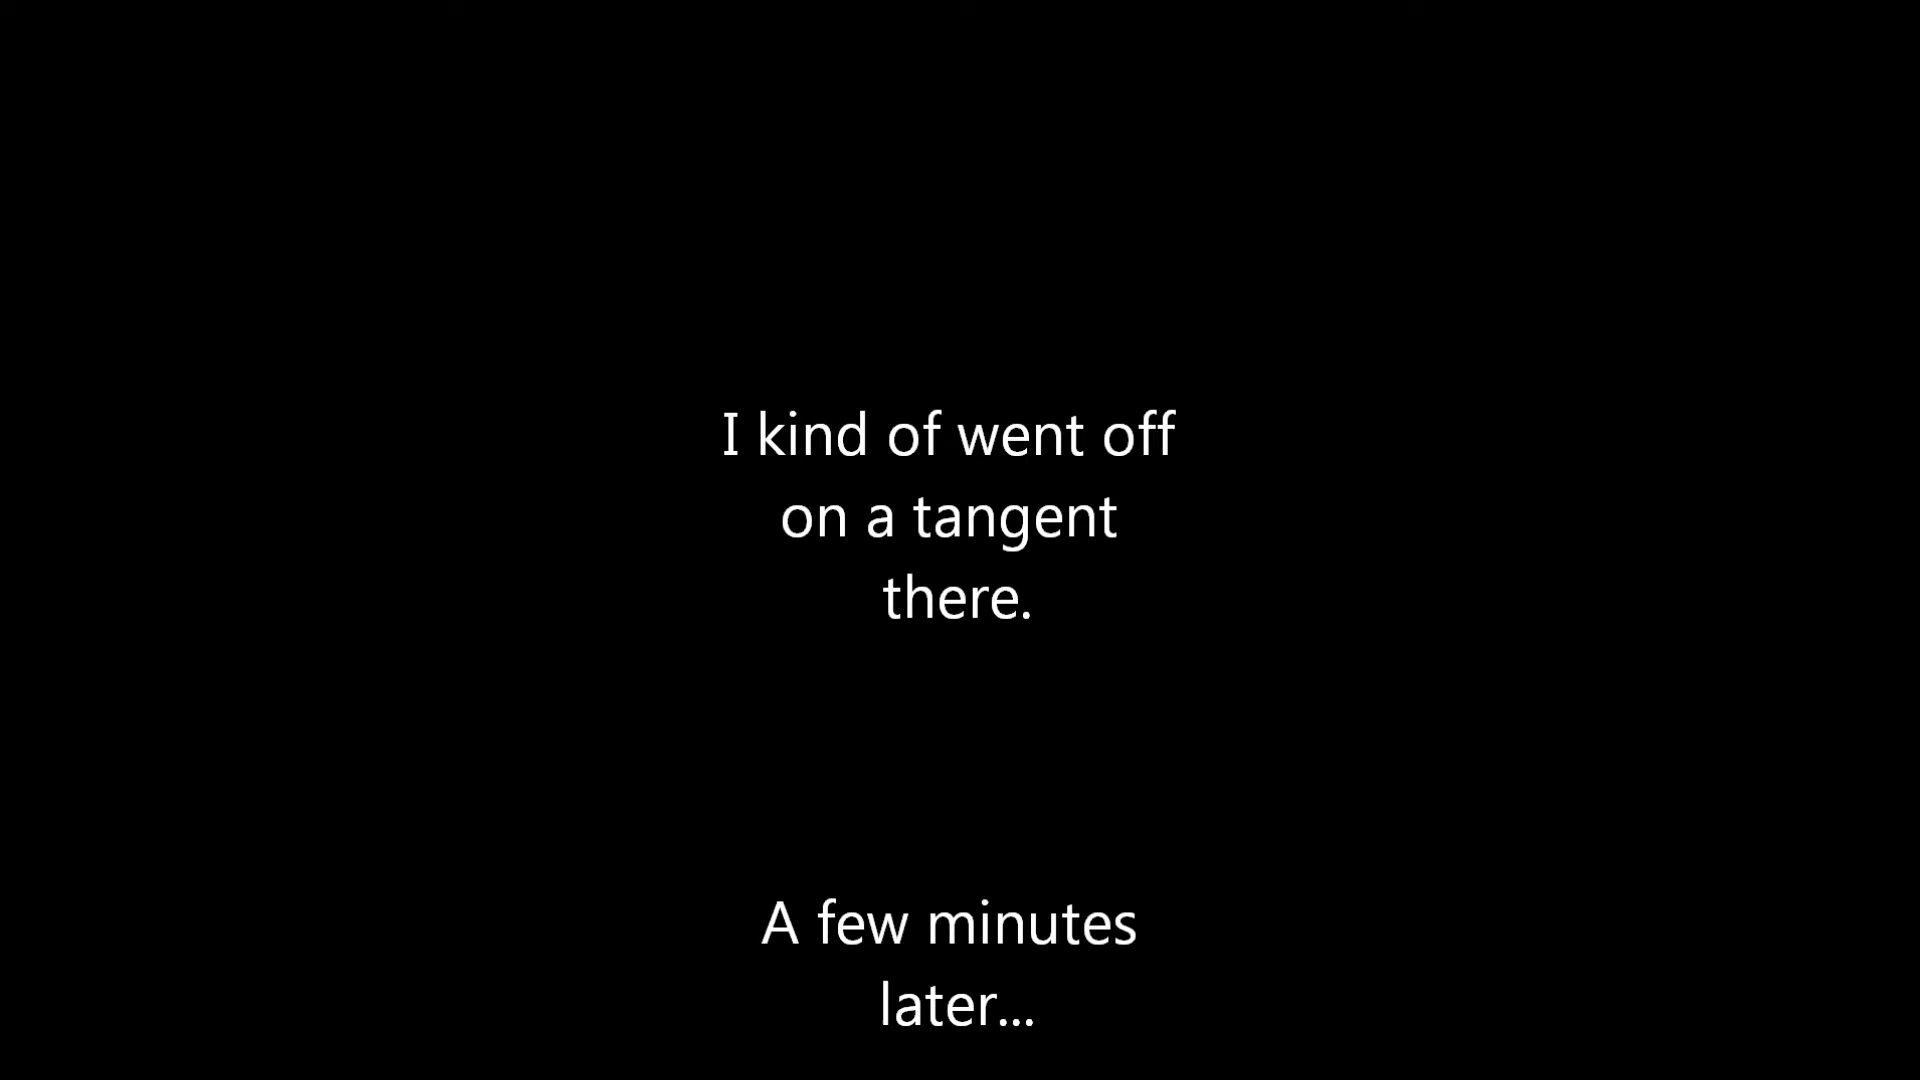 I kind of went off
on a tangent
there.
A few minutes
later...